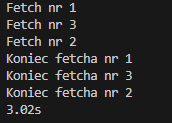 Fetch nr 1
Fetch nr 3
Fetch nr 2
Koniec fetcha nr 1
Koniec fetcha nr 3
Koniec fetcha nr 2
3.02s